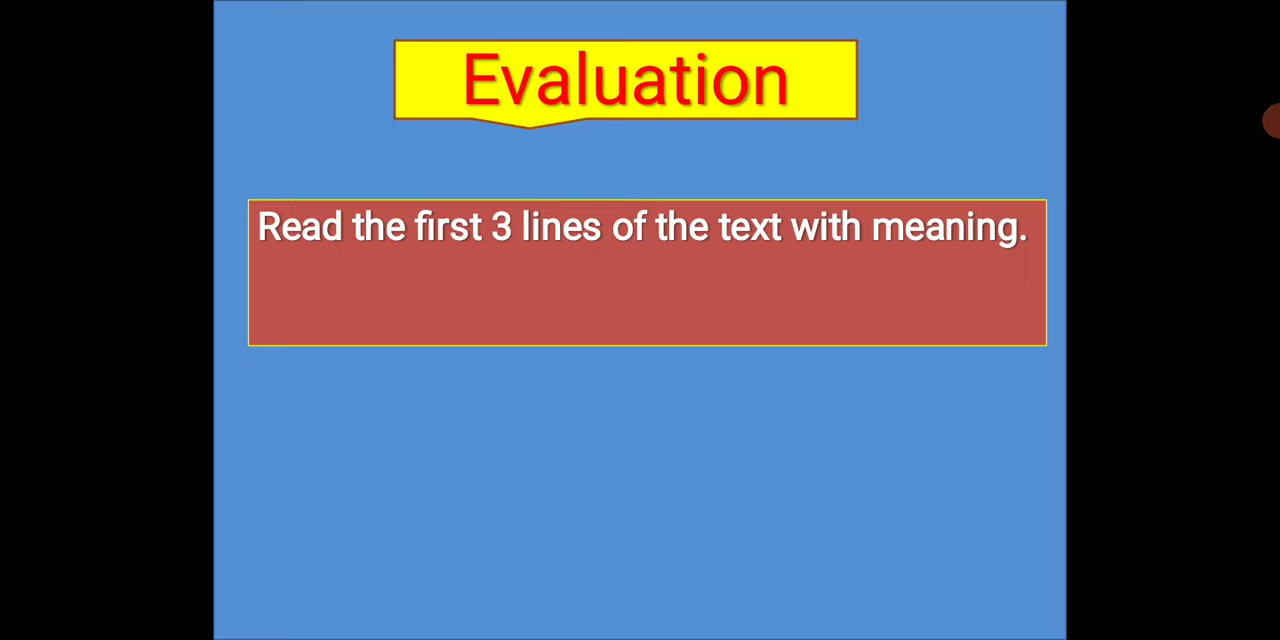 Evaluation
Read the first 3 lines of the text with meaning.